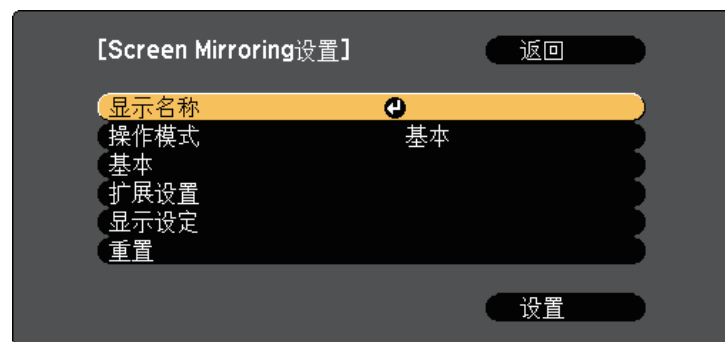 [Screen Mirroring设置] 返回
显示名称
操作模式 基本
基本
扩展设置
显示设定
重置
设置